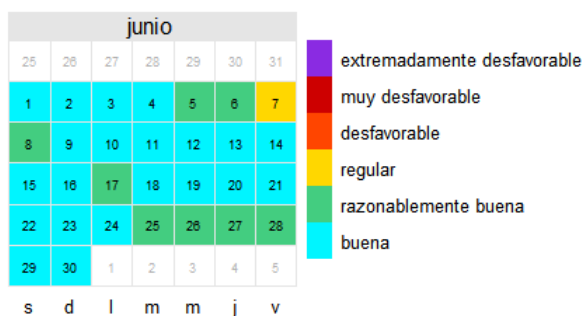 junio
25 26 27 28 29 30 31
1 2 3 4 5 6 7
8 9 10 11 12 13 14
15 16 17 18 19 20 21
22 23 24 25 26 27 28
29 30 1 2 3 4 5
s d l m m j v
extremadamente desfavorable
muy desfavorable
desfavorable
regular
razonablemente buena
buena